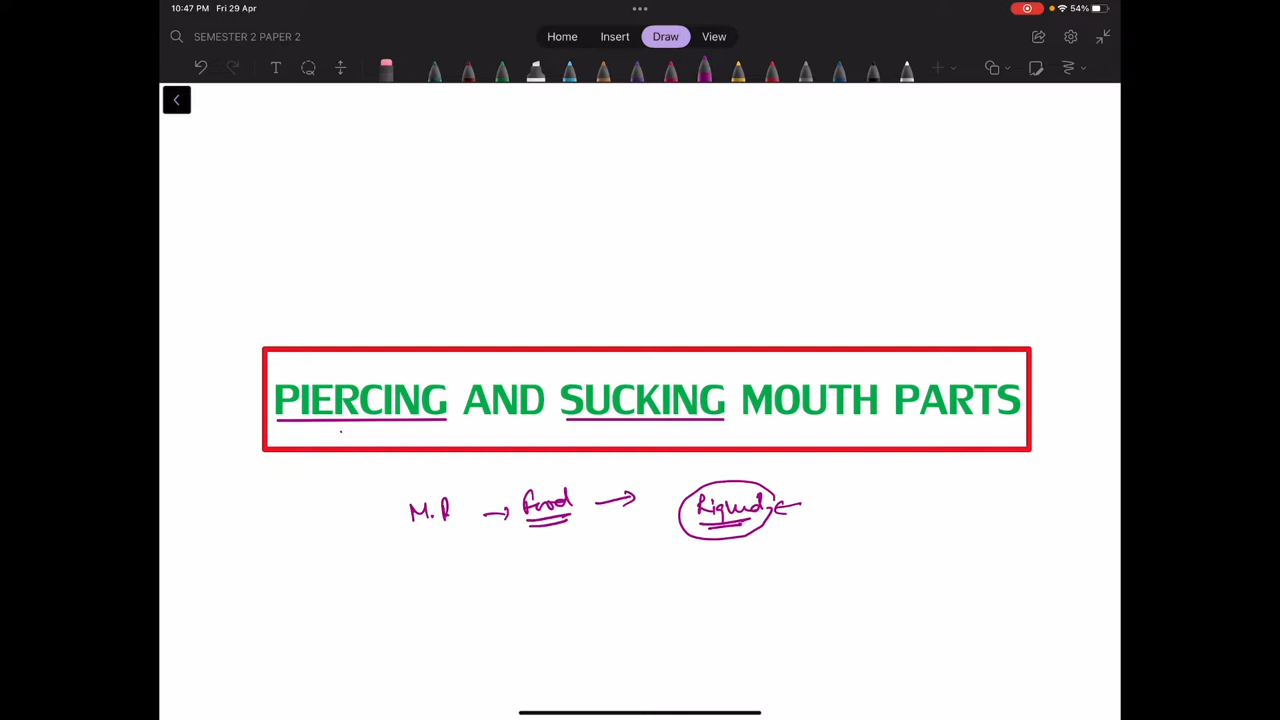 10:47 PM Fri 29 Apr
54%
SEMESTER 2 PAPER 2
Home Insert Draw View
T
PIERCING AND SUCKING MOUTH PARTS
M.P → Food → Liquid ←